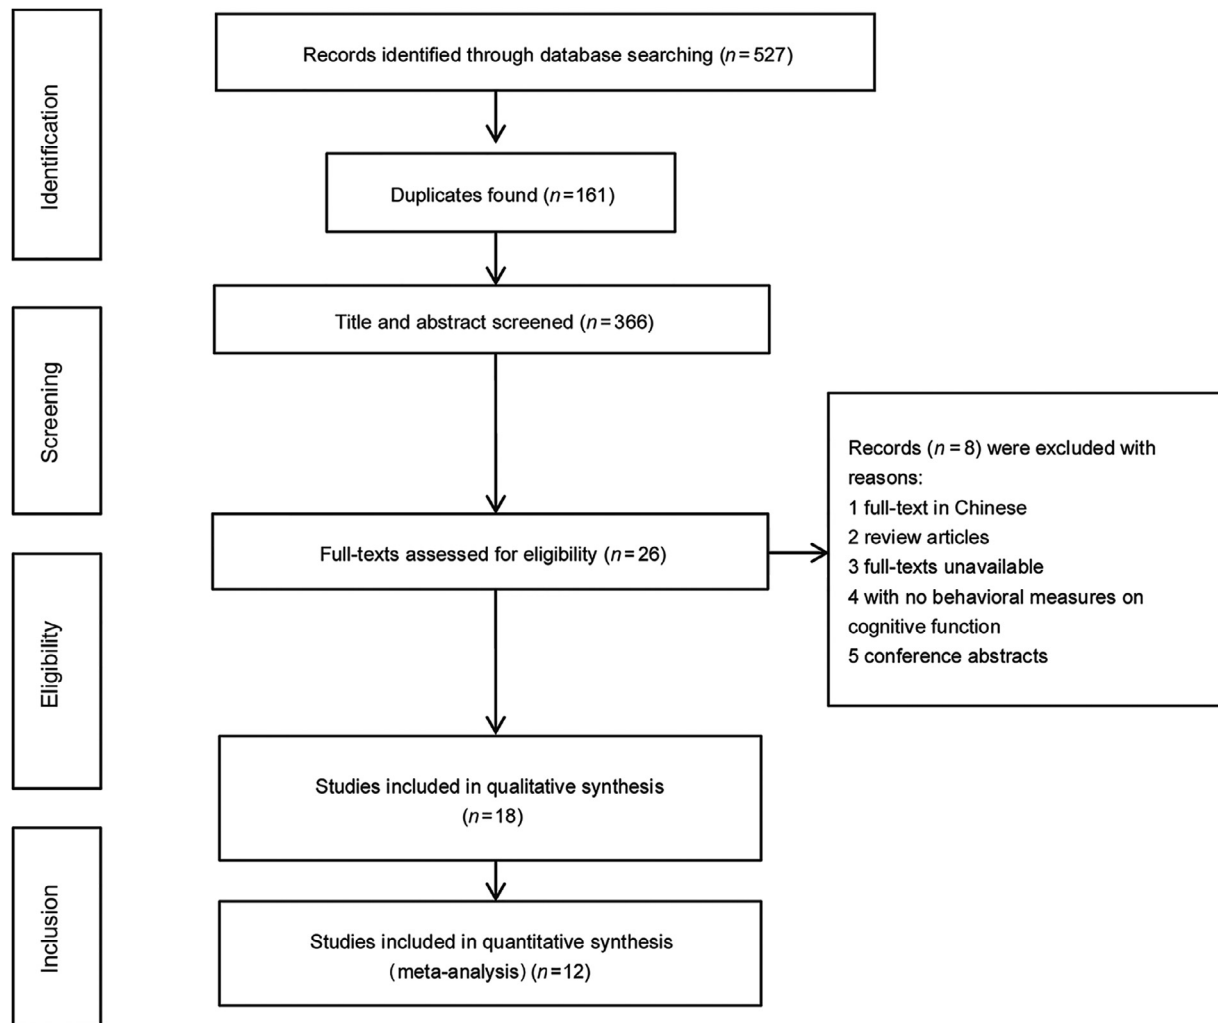 Identification
Records identified through database searching (n=527)
Duplicates found (n=161)
Screening
Title and abstract screened (n=366)
Records (n=8) were excluded with
reasons:
1 full-text in Chinese
2 review articles
3 full-texts unavailable
4 with no behavioral measures on
cognitive function
5 conference abstracts
Eligibility
Full-texts assessed for eligibility (n=26)
Studies included in qualitative synthesis
(n=18)
Inclusion
Studies included in quantitative synthesis
(meta-analysis) (n=12)